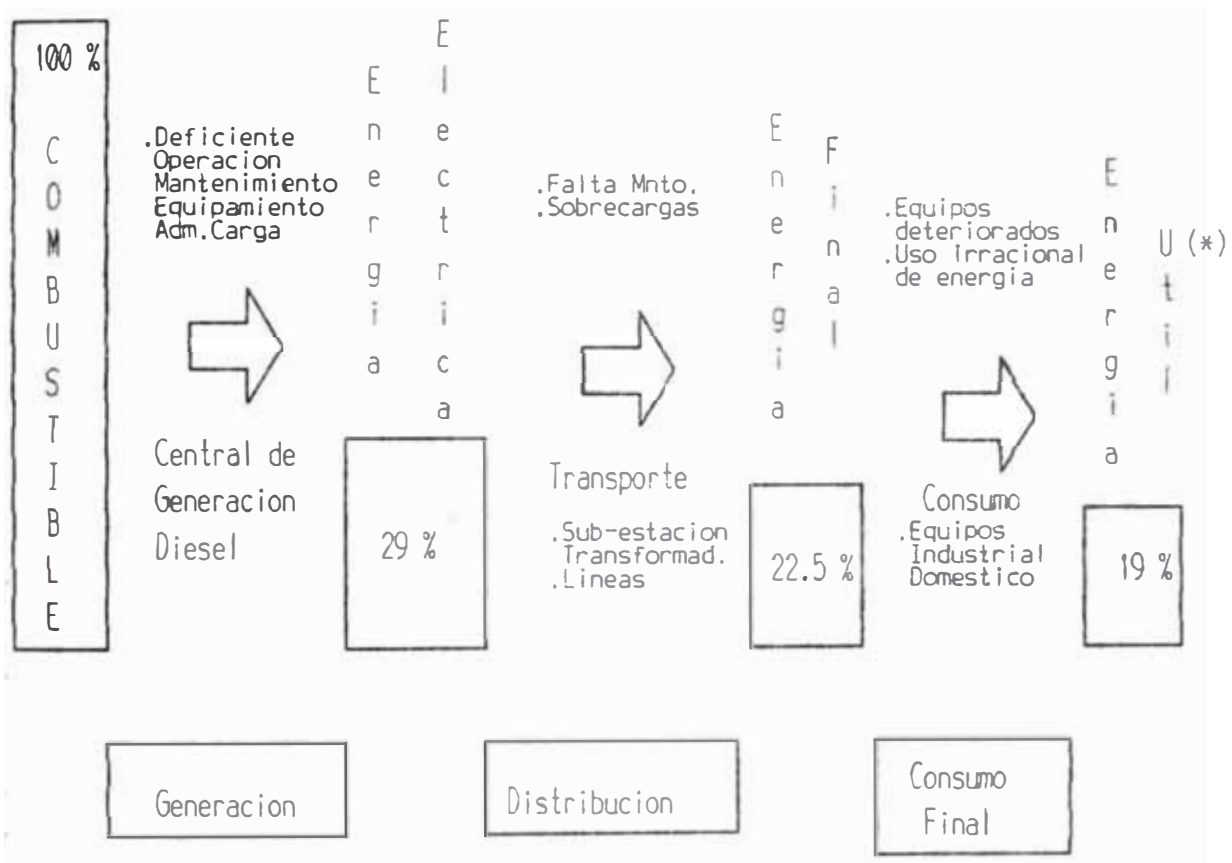 100 %
COMBUSTIBLE
.Deficiente
Operacion
Mantenimiento
Equipamiento
Adm.Carga
Central de
Generacion
Diesel
Energia
Electrica
29 %
.Falta Mnto.
.Sobrecargas
Transporte
.Sub-estacion
Transformad.
.Lineas
Energia
Final
22.5 %
.Equipos
deteriorados
.Uso irracional
de energia
Consumo
.Equipos
Industrial
Domestico
Energia
Util (*)
19 %
Generacion
Distribucion
Consumo
Final